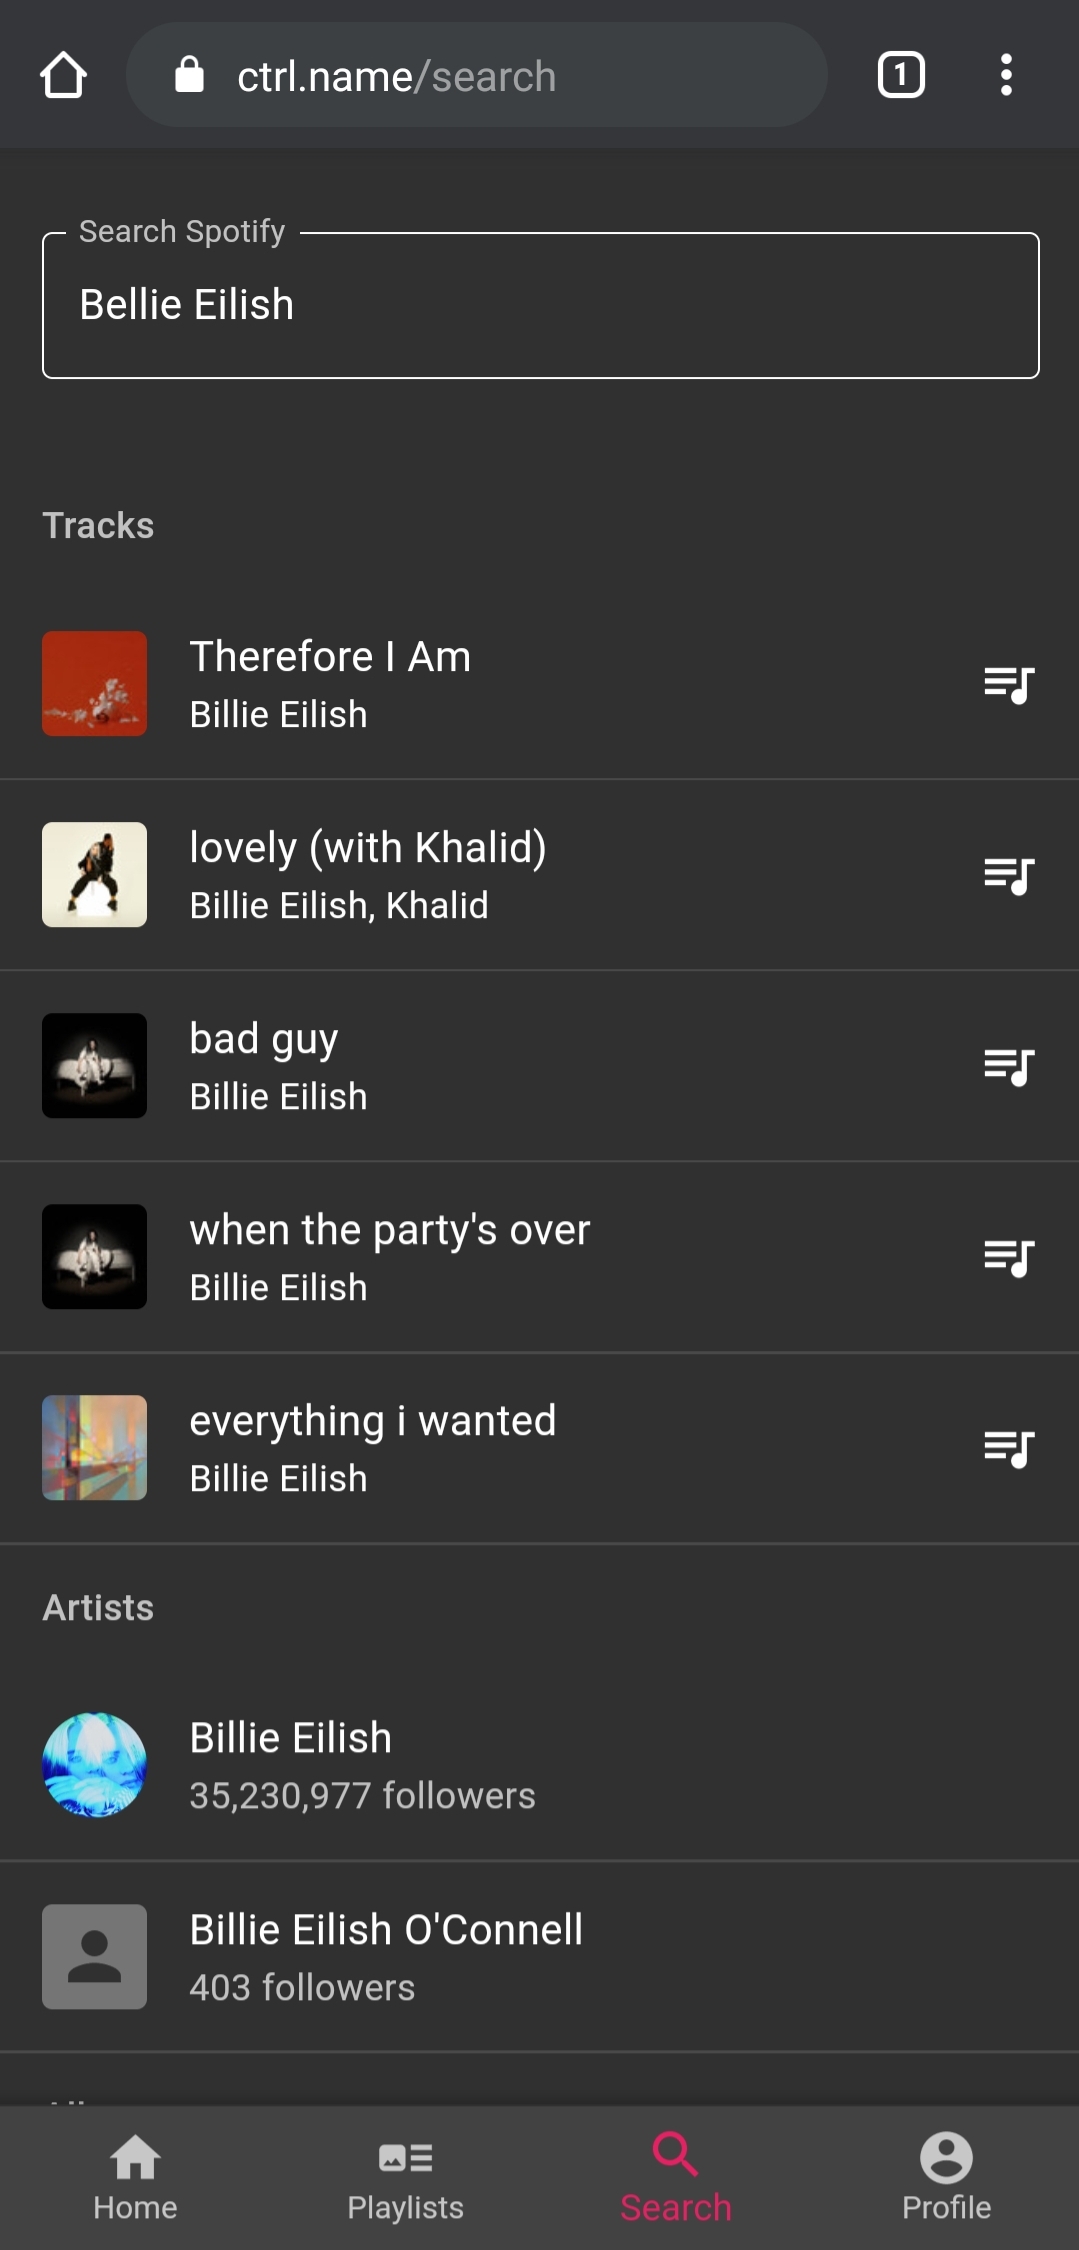 ctrl.name/search
1
Search Spotify
Bellie Eilish
Tracks
Therefore I Am
Billie Eilish
lovely (with Khalid)
Billie Eilish, Khalid
bad guy
Billie Eilish
when the party's over
Billie Eilish
everything i wanted
Billie Eilish
Artists
Billie Eilish
35,230,977 followers
Billie Eilish O'Connell
403 followers
Home
Playlists
Search
Profile